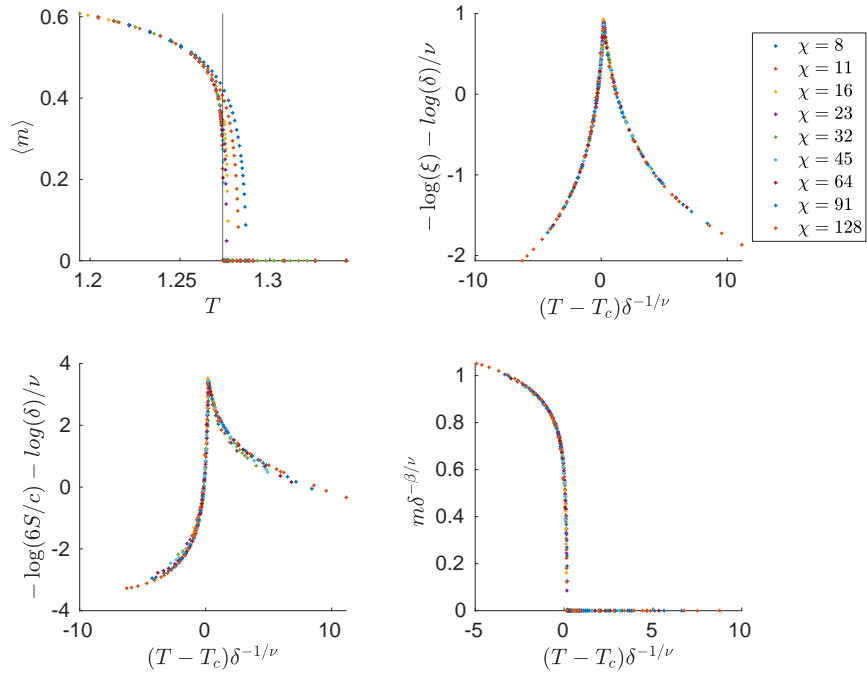 0.6
0.4
0.2
0
1.2
1.25
1.3
⟨m⟩
T
1
0
-1
-2
-10
0
10
− log(ξ) − log(δ)/ν
(T − T_c)δ^{−1/ν}
χ = 8
χ = 11
χ = 16
χ = 23
χ = 32
χ = 45
χ = 64
χ = 91
χ = 128
4
2
0
-2
-4
-10
0
10
− log(6S/c) − log(δ)/ν
(T − T_c)δ^{−1/ν}
1
0.8
0.6
0.4
0.2
0
-5
0
5
10
mδ^{−β/ν}
(T − T_c)δ^{−1/ν}